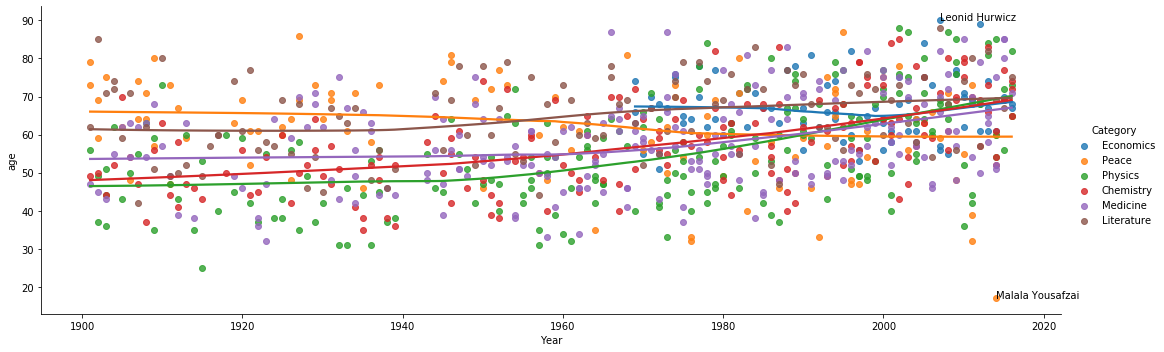 90
80
70
60
50
40
30
20
age
1900
1920
1940
1960
1980
2000
2020
Year
Leonid Hurwicz
Malala Yousafzai
Category
Economics
Peace
Physics
Chemistry
Medicine
Literature